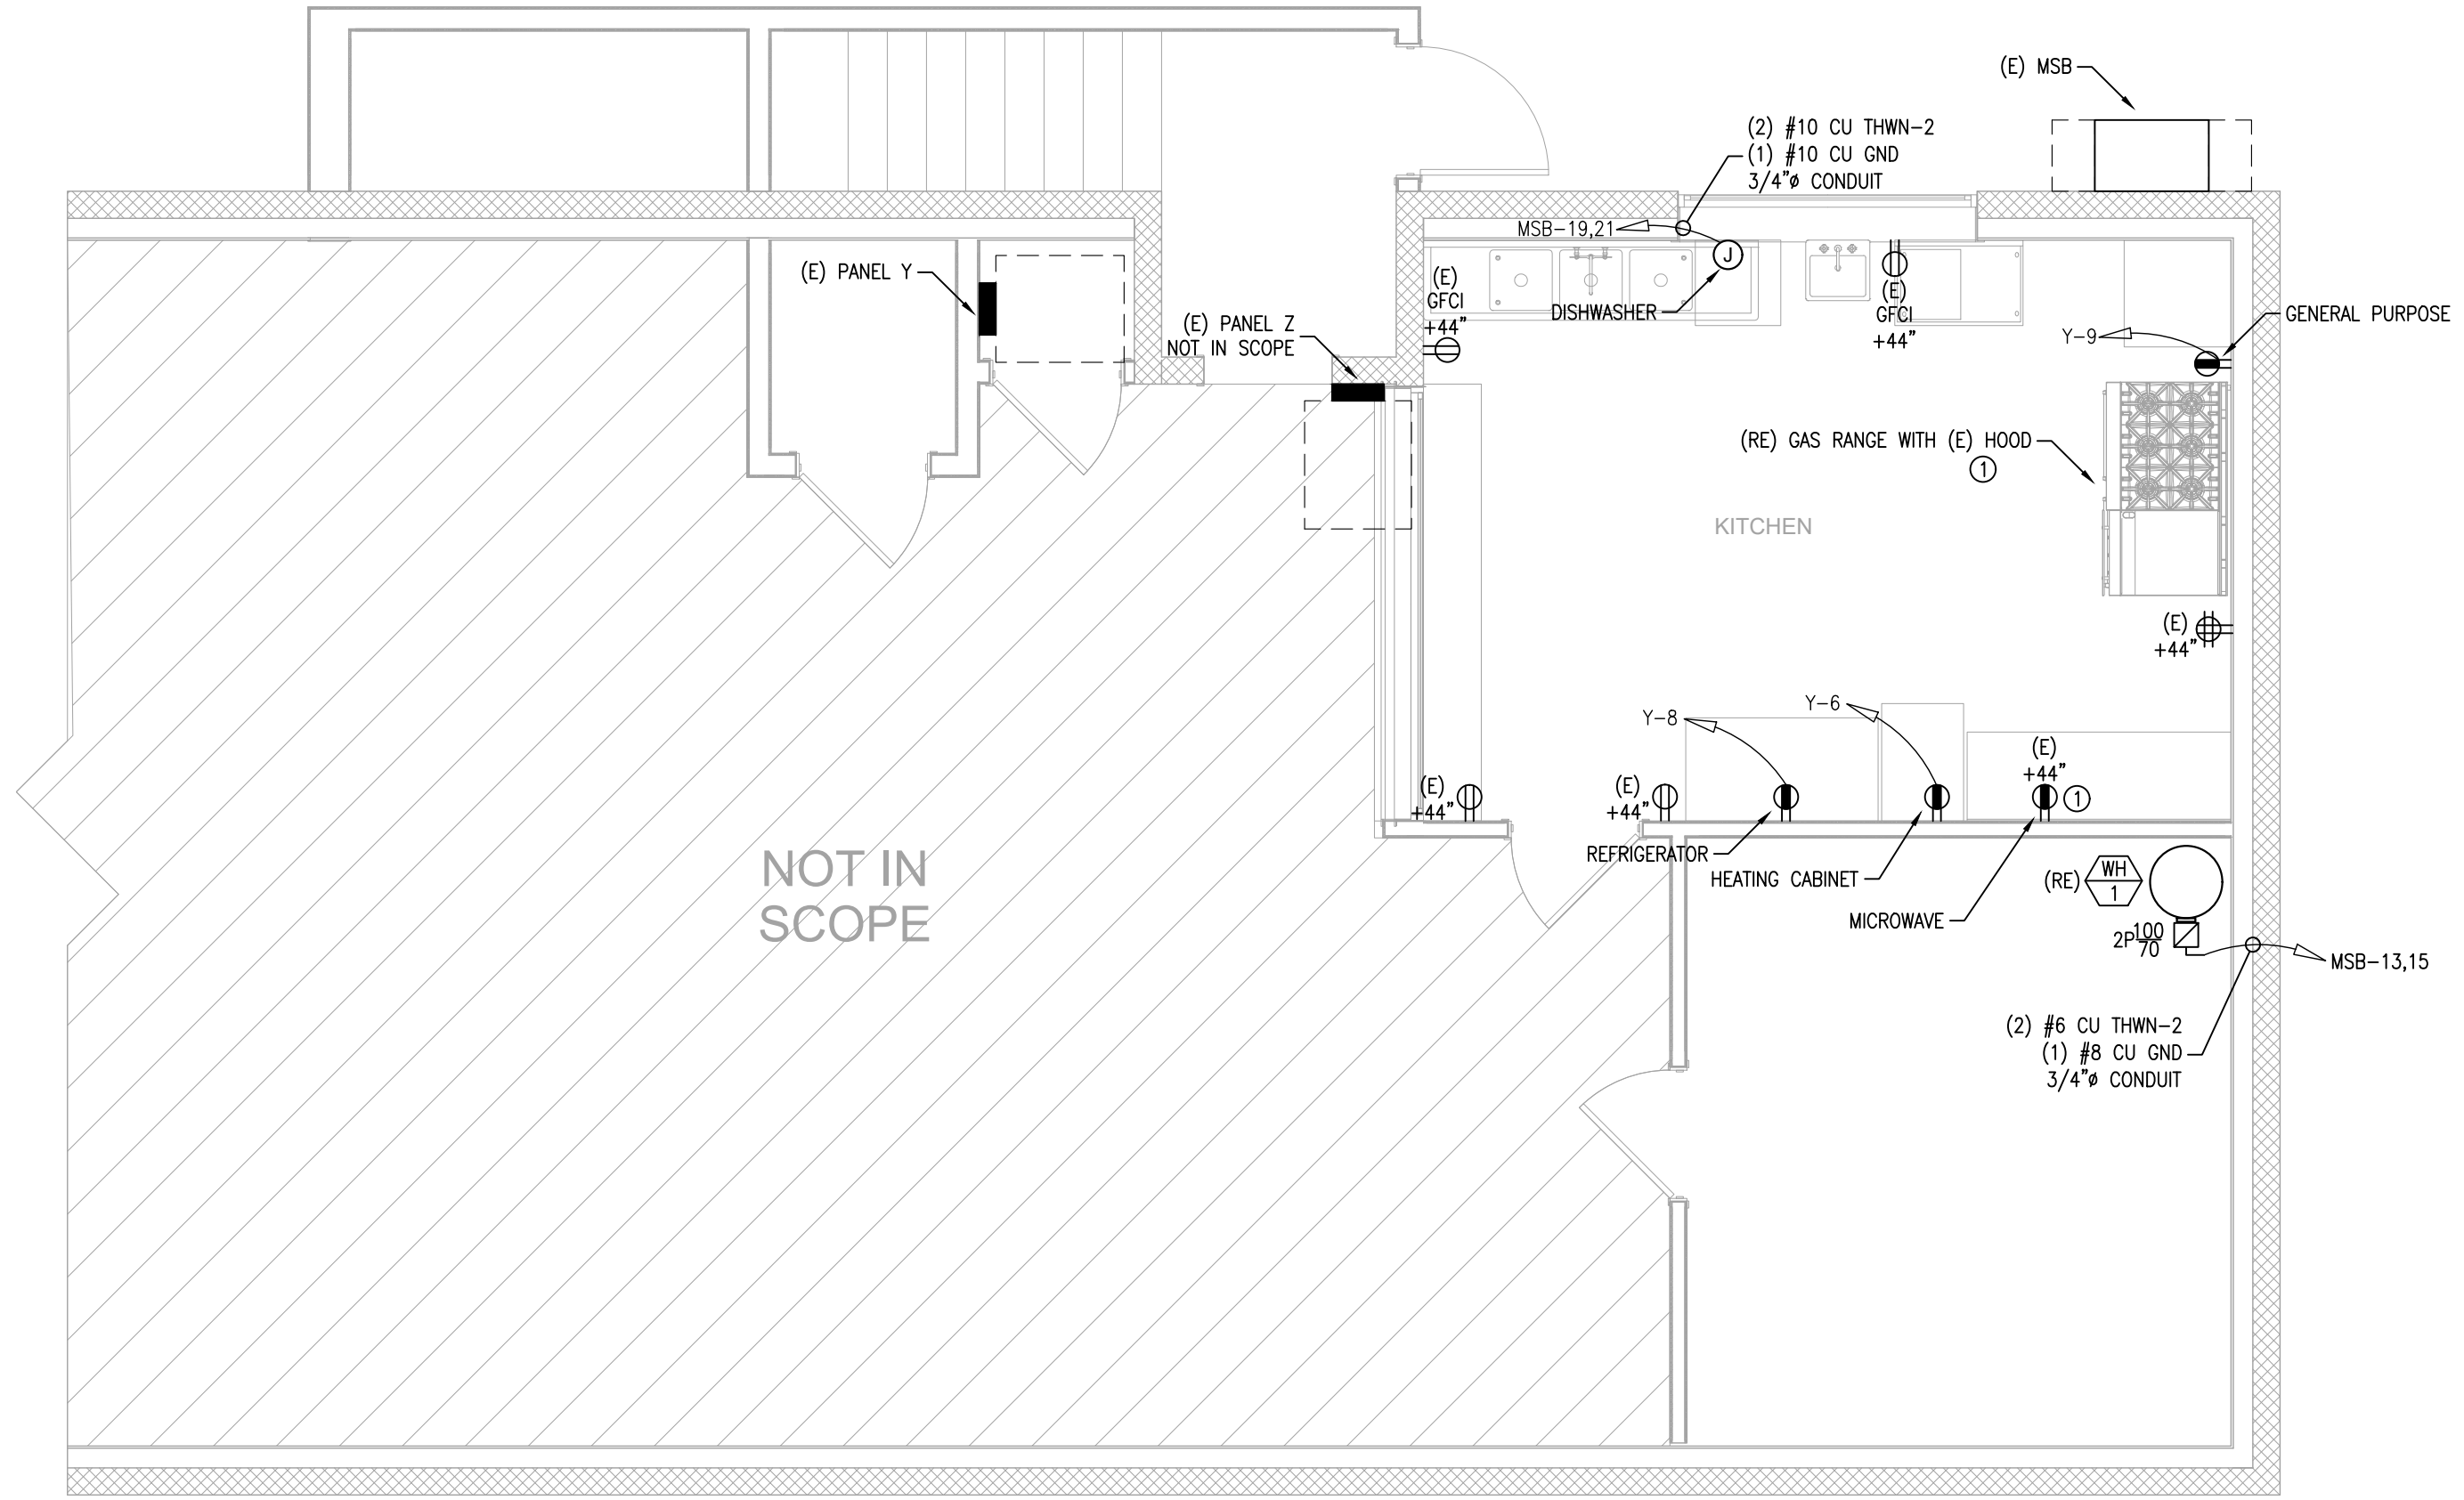 (E) MSB
(2) #10 CU THWN-2
(1) #10 CU GND
3/4"ø CONDUIT
MSB-19,21
J
(E) PANEL Y
(E)
GFCI
+44"
DISHWASHER
(E)
GFCI
+44"
(E) PANEL Z
NOT IN SCOPE
Y-9
GENERAL PURPOSE
(RE) GAS RANGE WITH (E) HOOD
1
KITCHEN
(E)
+44"
Y-8
Y-6
(E)
+44"
(E)
+44"
(E)
+44"
1
REFRIGERATOR
HEATING CABINET
MICROWAVE
NOT IN
SCOPE
(RE)
WH
1
2P 100
70
MSB-13,15
(2) #6 CU THWN-2
(1) #8 CU GND
3/4"ø CONDUIT